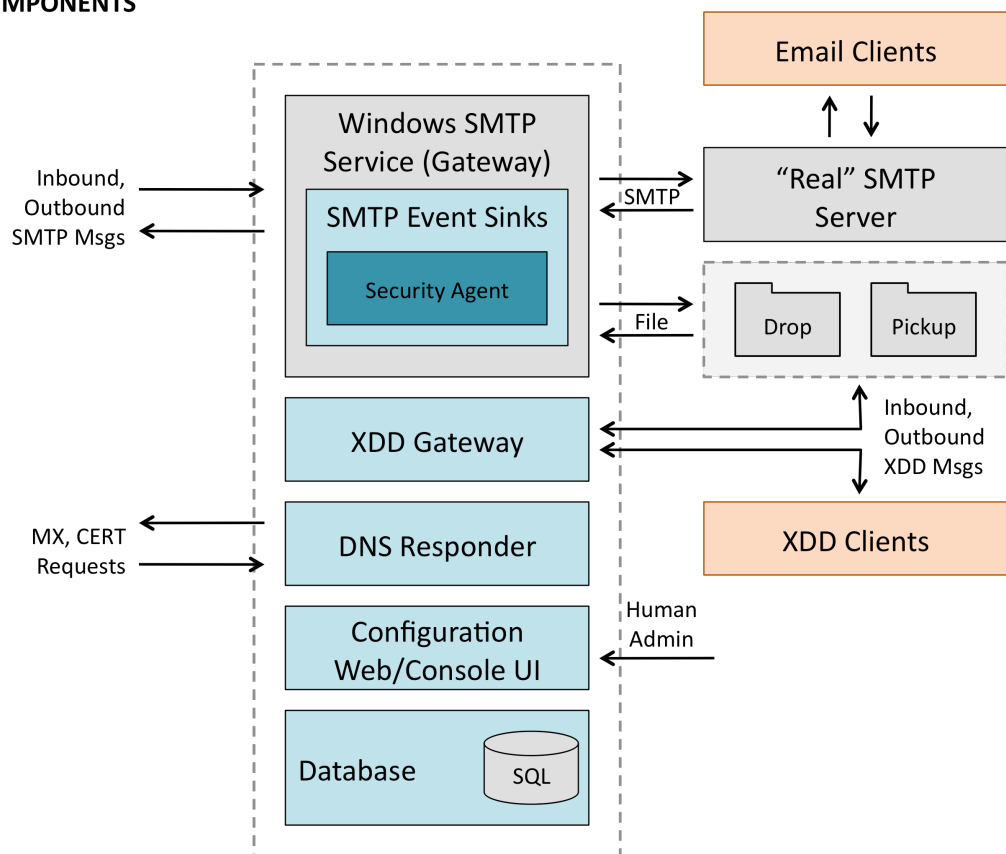 MPONENTS
Email Clients
Windows SMTP
Service (Gateway)
Inbound,
Outbound
SMTP Msgs
SMTP Event Sinks
Security Agent
SMTP
“Real” SMTP
Server
File
Drop
Pickup
XDD Gateway
Inbound,
Outbound
XDD Msgs
MX, CERT
Requests
DNS Responder
XDD Clients
Configuration
Web/Console UI
Human
Admin
Database
SQL